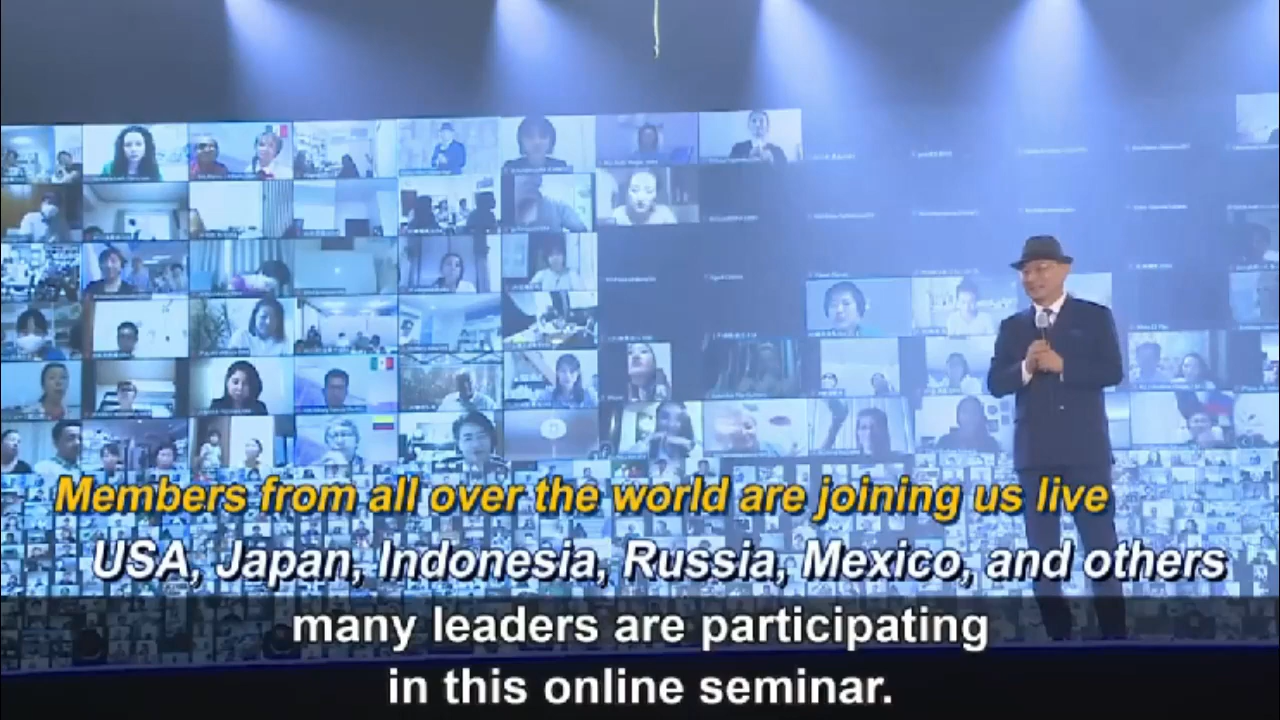 Members from all over the world are joining us live
USA, Japan, Indonesia, Russia, Mexico, and others
many leaders are participating
in this online seminar.